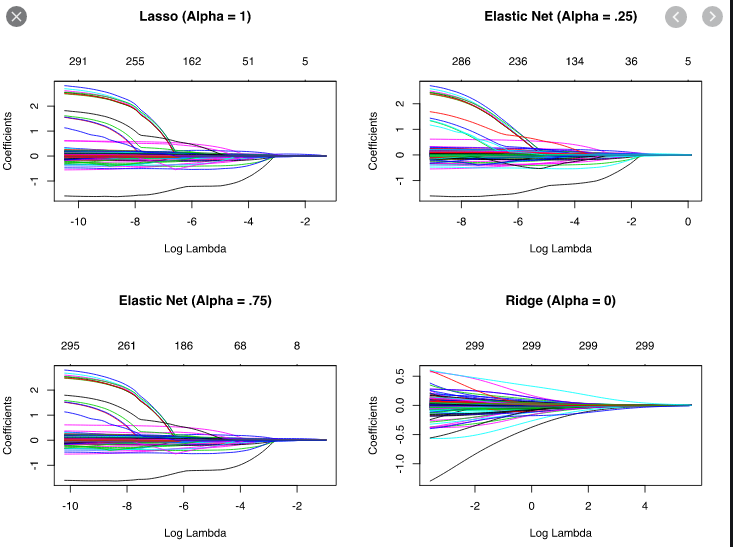 Lasso (Alpha = 1)
291 255 162 51 5
Coefficients
2
1
0
-1
-10 -8 -6 -4 -2
Log Lambda
Elastic Net (Alpha = .25)
286 236 134 36 5
Coefficients
2
1
0
-1
-8 -6 -4 -2 0
Log Lambda
Elastic Net (Alpha = .75)
295 261 186 68 8
Coefficients
2
1
0
-1
-10 -8 -6 -4 -2
Log Lambda
Ridge (Alpha = 0)
299 299 299 299
Coefficients
0.5
0.0
-0.5
-1.0
-2 0 2 4
Log Lambda